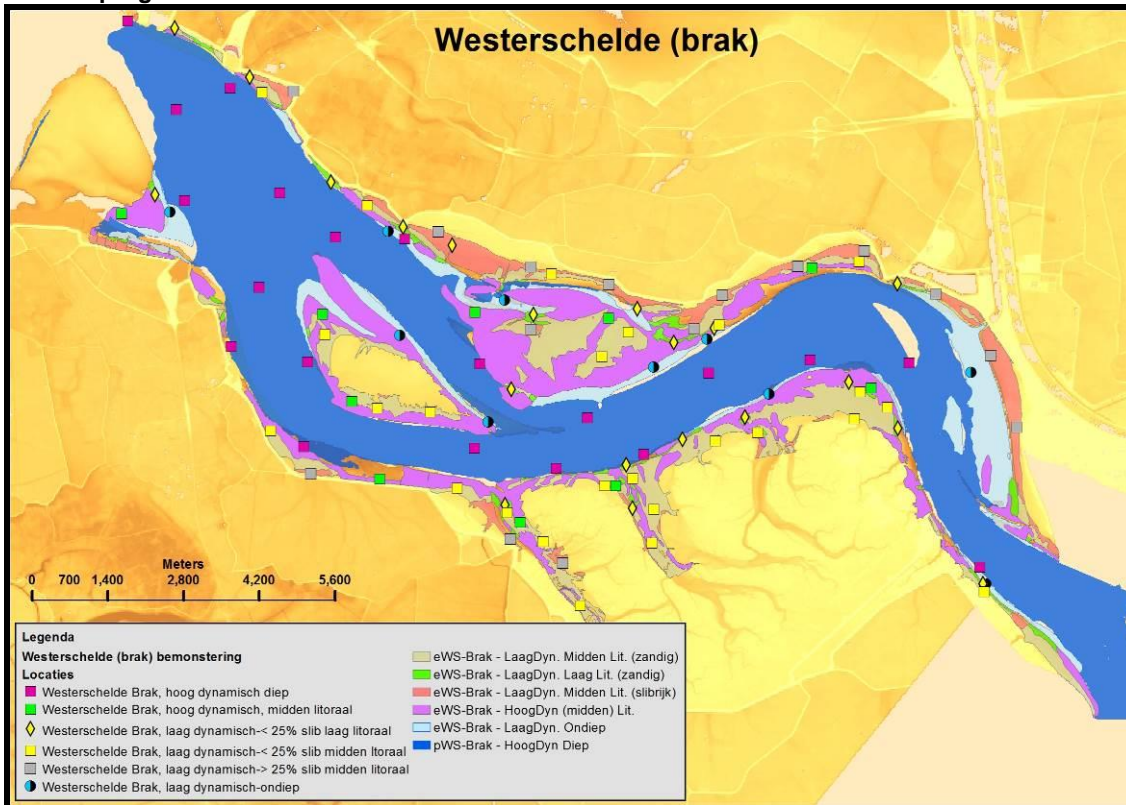 Westerschelde (brak)
Meters
0 700 1,400 2,800 4,200 5,600
Legenda
Westerschelde (brak) bemonstering
Locaties
Westerschelde Brak, hoog dynamisch diep
Westerschelde Brak, hoog dynamisch, midden litoraal
Westerschelde Brak, laag dynamisch-< 25% slib laag litoraal
Westerschelde Brak, laag dynamisch-< 25% slib midden ltoraal
Westerschelde Brak, laag dynamisch-> 25% slib midden litoraal
Westerschelde Brak, laag dynamisch-ondiep
eWS-Brak - LaagDyn. Midden Lit. (zandig)
eWS-Brak - LaagDyn. Laag Lit. (zandig)
eWS-Brak - LaagDyn. Midden Lit. (slibrijk)
eWS-Brak - HoogDyn (midden) Lit.
eWS-Brak - LaagDyn. Ondiep
pWS-Brak - HoogDyn Diep